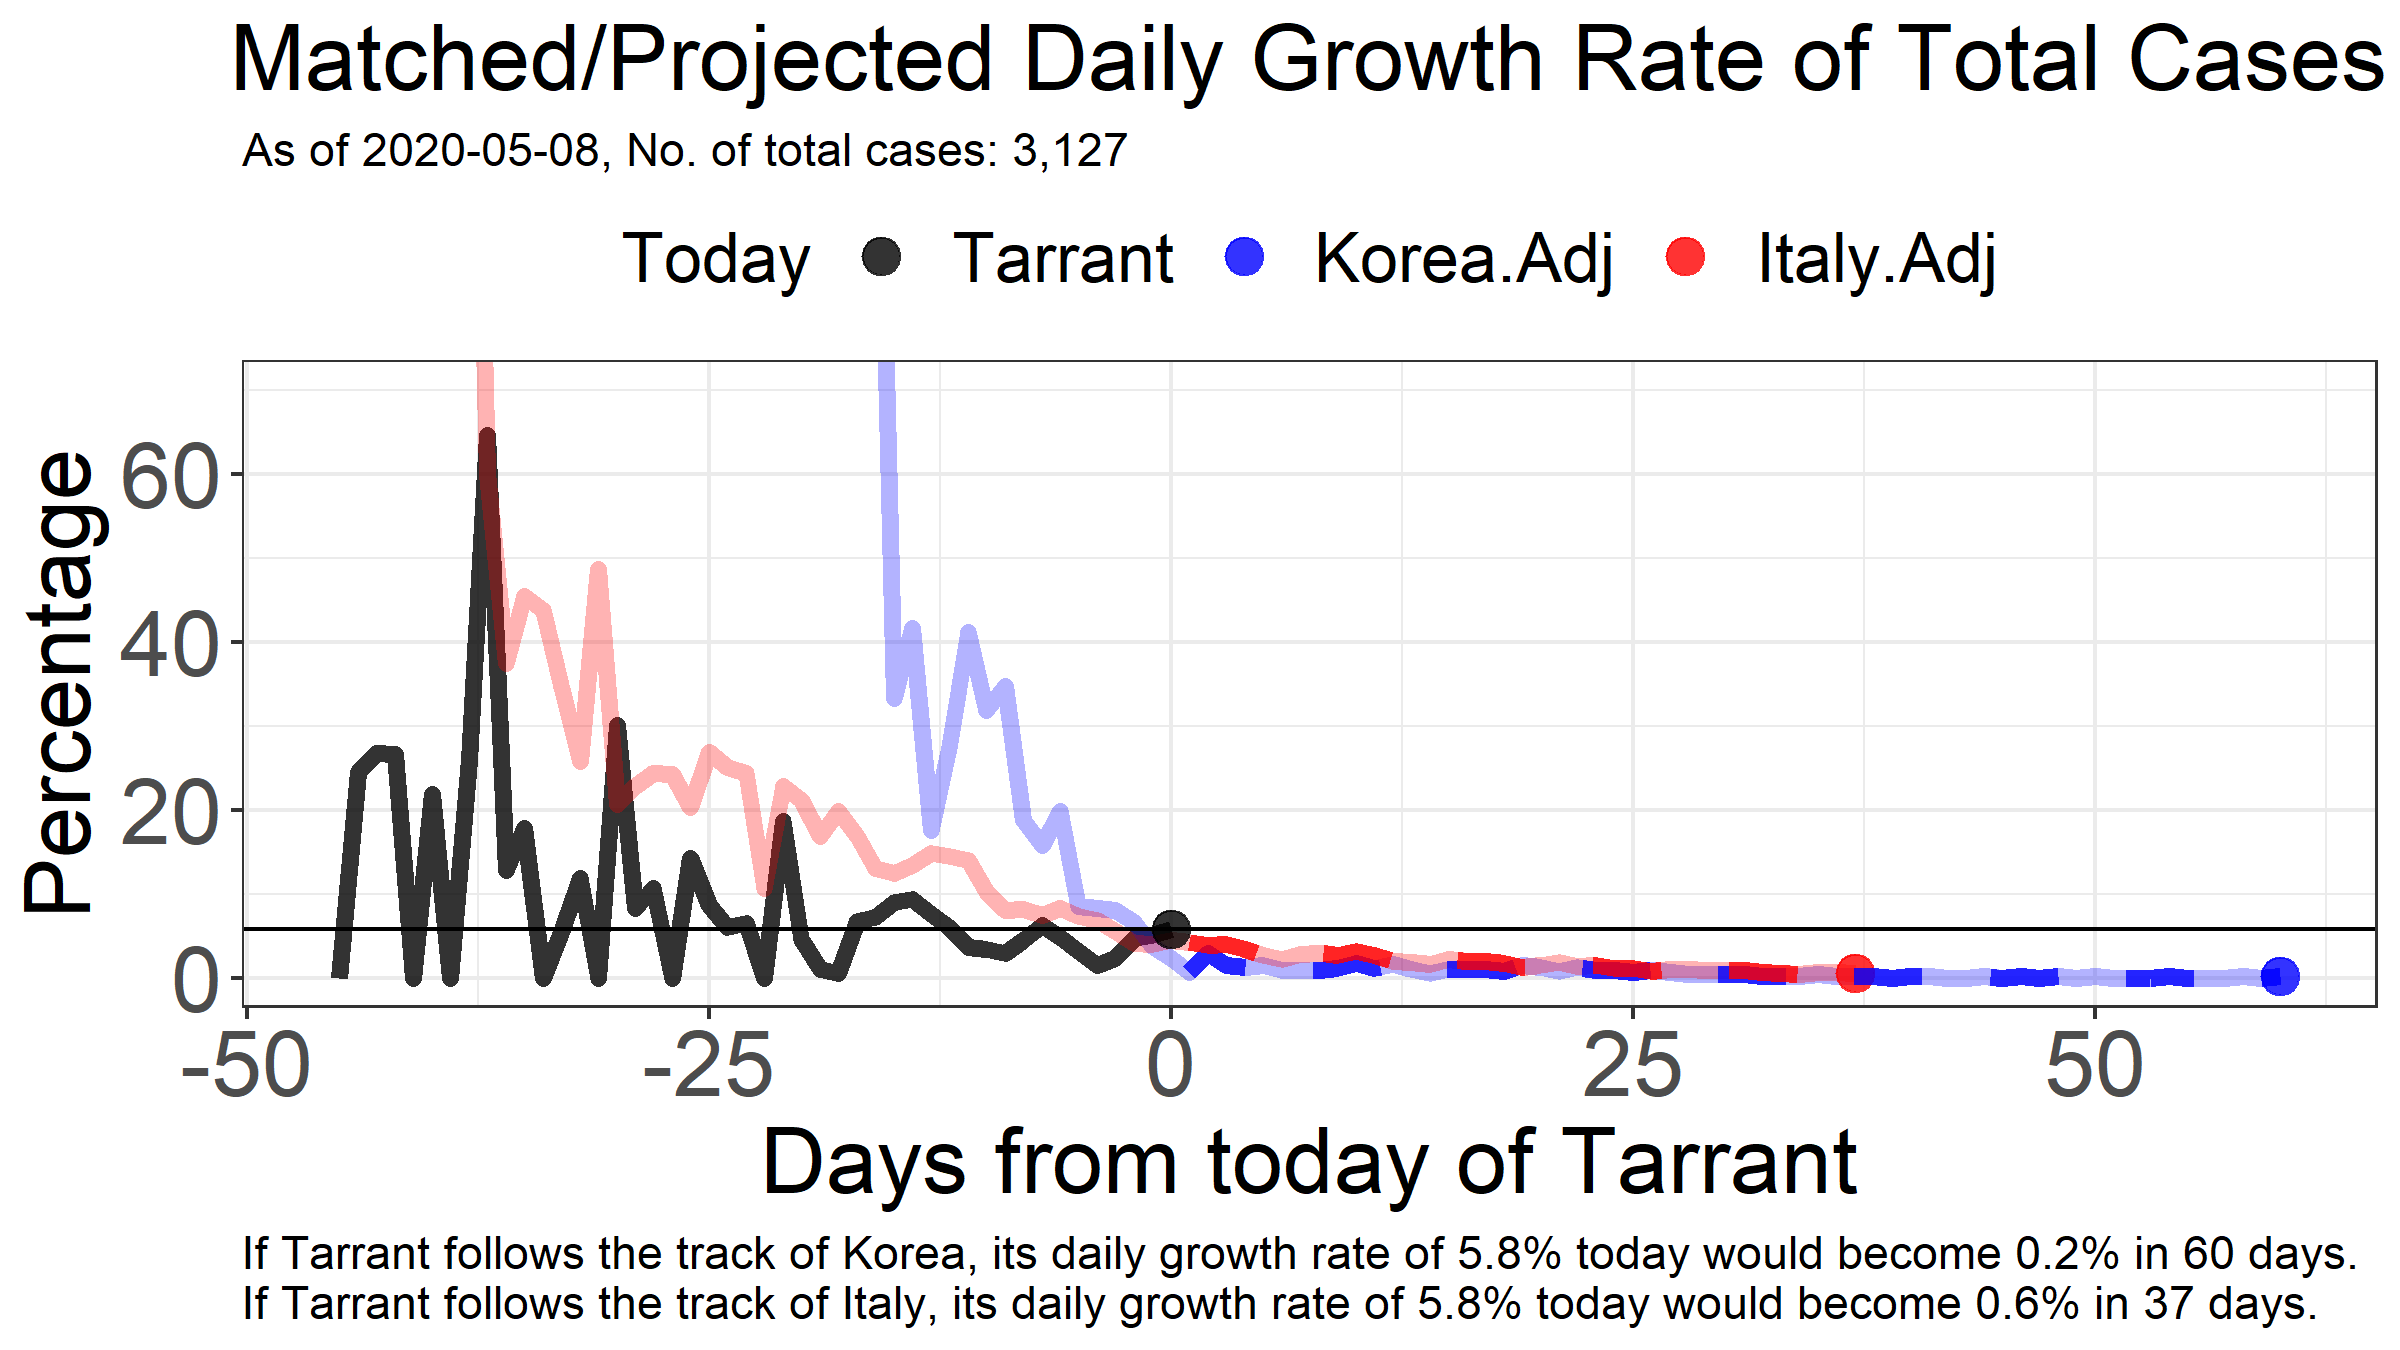 Matched/Projected Daily Growth Rate of Total Cases
As of 2020-05-08, No. of total cases: 3,127
Today Tarrant Korea.Adj Italy.Adj
Percentage
60
40
20
0
-50 -25 0 25 50
Days from today of Tarrant
If Tarrant follows the track of Korea, its daily growth rate of 5.8% today would become 0.2% in 60 days.
If Tarrant follows the track of Italy, its daily growth rate of 5.8% today would become 0.6% in 37 days.